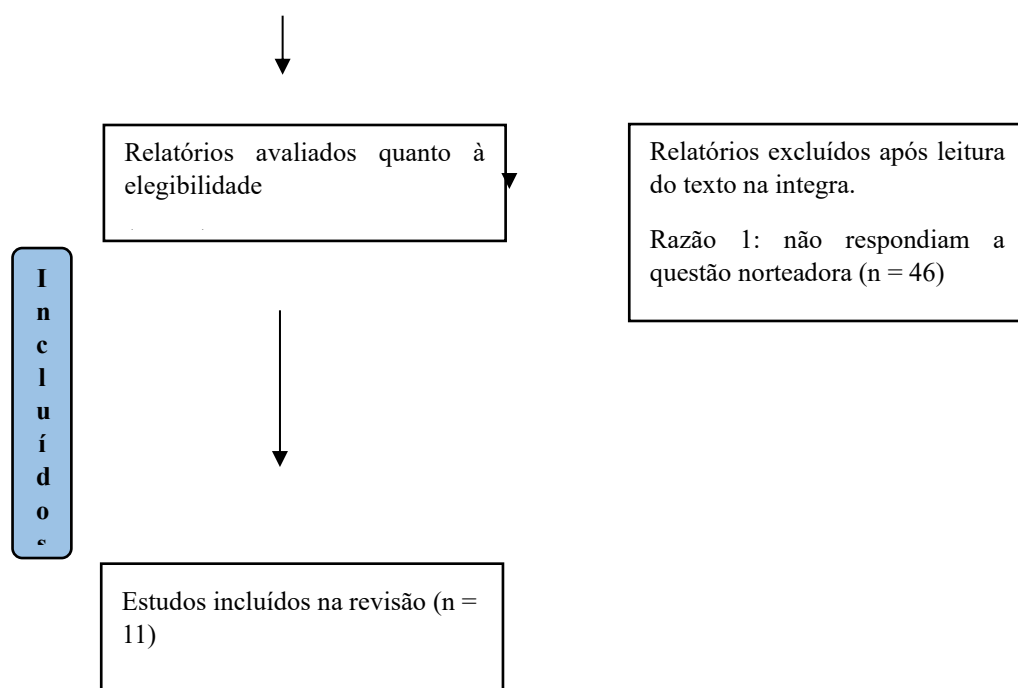 Relatórios avaliados quanto à
elegibilidade
Relatórios excluídos após leitura
do texto na integra.
Razão 1: não respondiam a
questão norteadora (n = 46)
I
n
c
l
u
í
d
o
s
Estudos incluídos na revisão (n =
11)